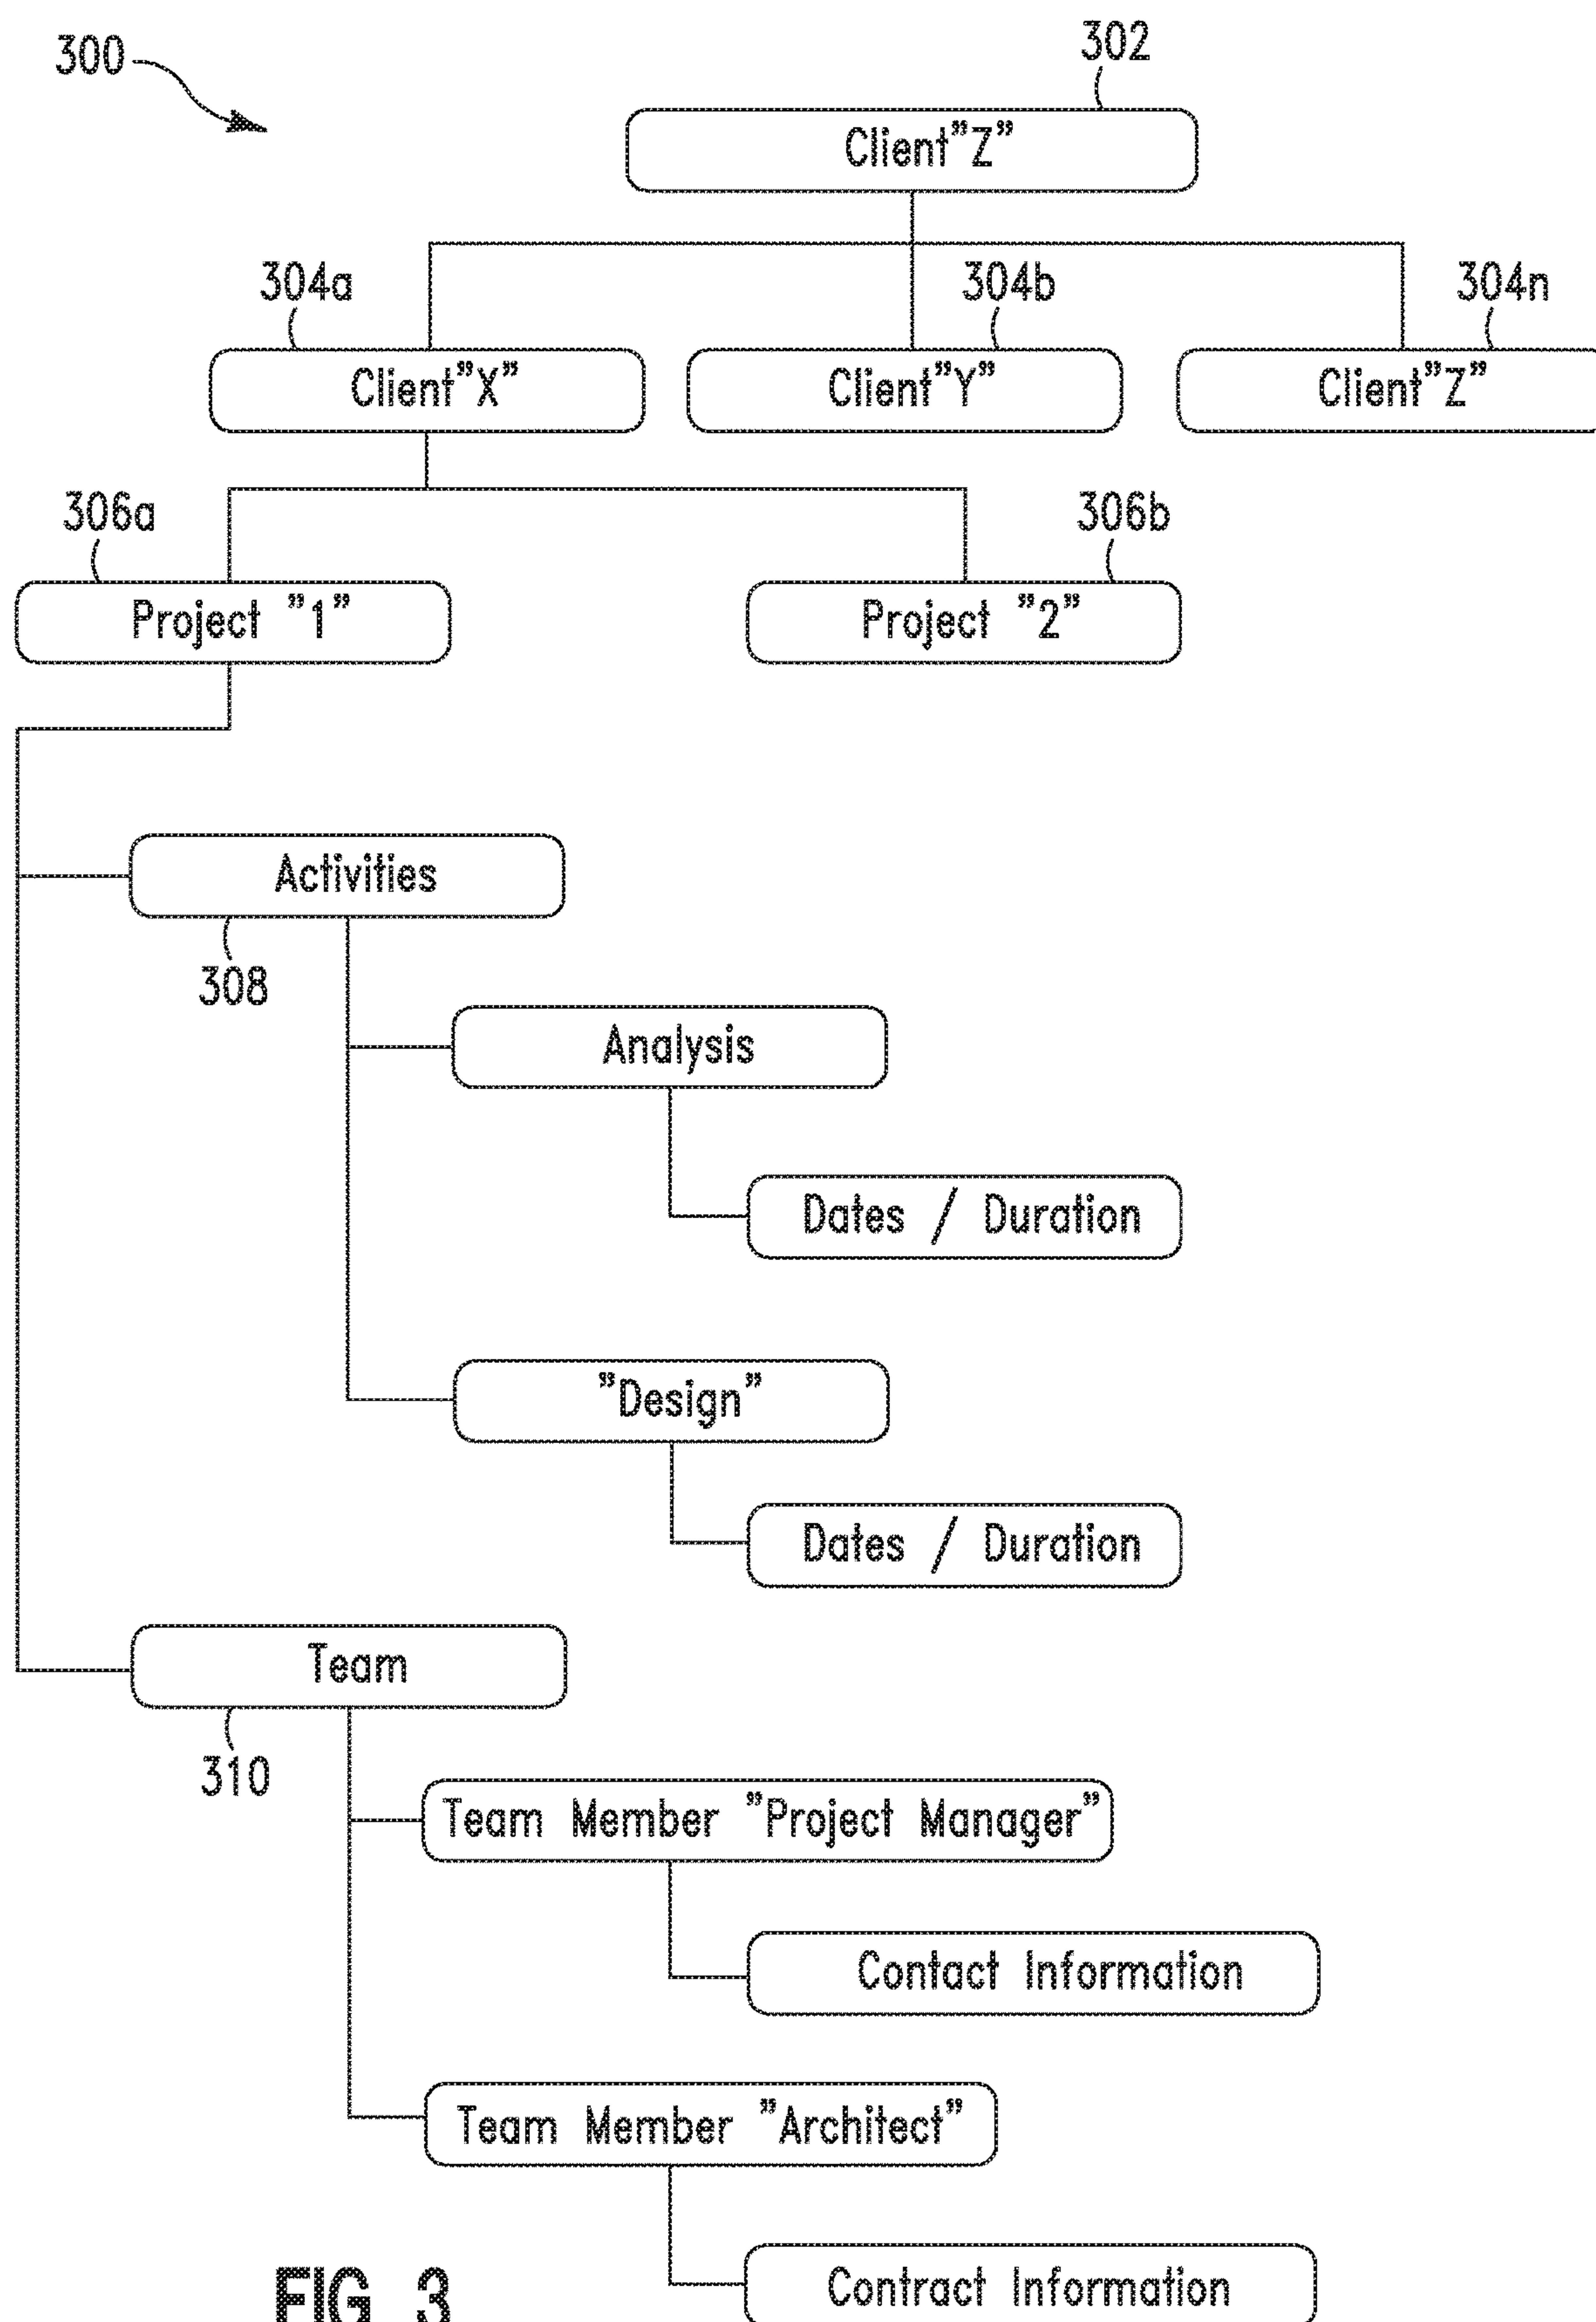 300
302
Client"Z"
304a
304b
304n
Client"X"
Client"Y"
Client"Z"
306a
306b
Project "1"
Project "2"
Activities
308
Analysis
Dates / Duration
"Design"
Dates / Duration
Team
310
Team Member "Project Manager"
Contact Information
Team Member "Architect"
Contract Information
FIG. 3